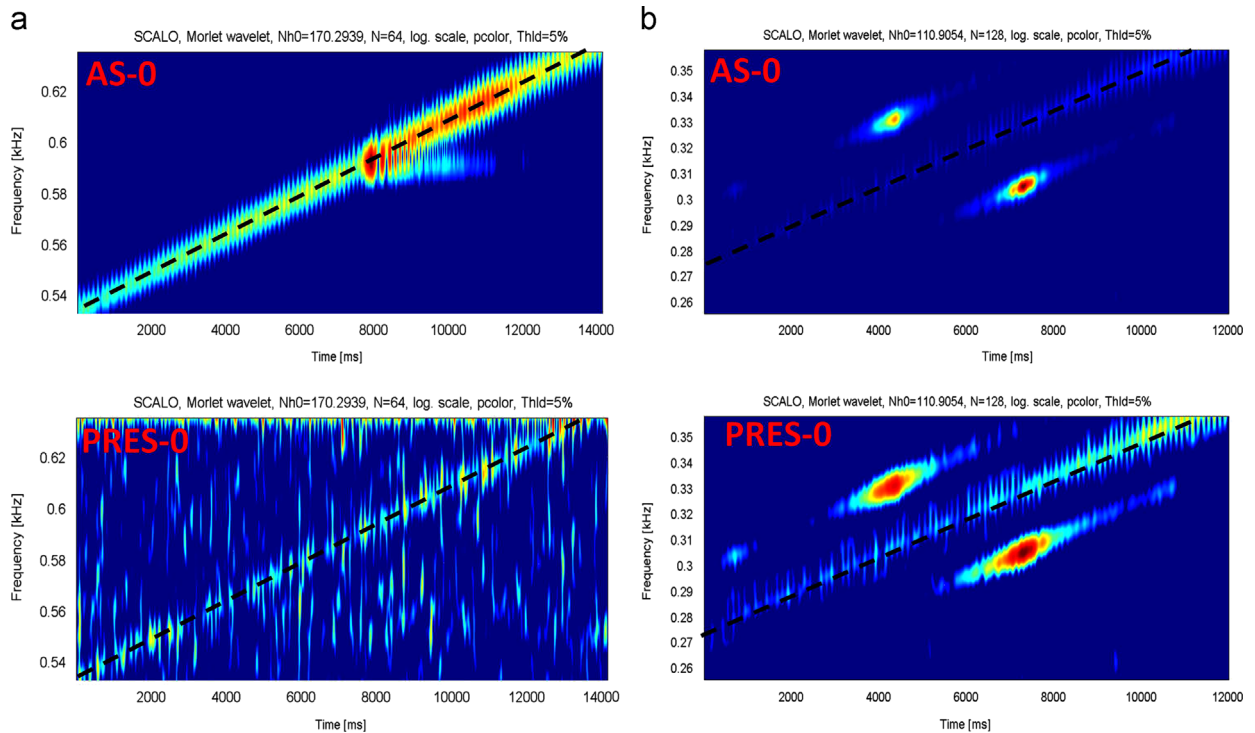 a
SCALO, Morlet wavelet, Nh0=170.2939, N=64, log. scale, pcolor, Thld=5%
AS-0
Frequency [kHz]
0.62
0.6
0.58
0.56
0.54
2000 4000 6000 8000 10000 12000 14000
Time [ms]
b
SCALO, Morlet wavelet, Nh0=110.9054, N=128, log. scale, pcolor, Thld=5%
AS-0
Frequency [kHz]
0.35
0.34
0.33
0.32
0.31
0.3
0.29
0.28
0.27
0.26
2000 4000 6000 8000 10000 12000
Time [ms]
SCALO, Morlet wavelet, Nh0=170.2939, N=64, log. scale, pcolor, Thld=5%
PRES-0
Frequency [kHz]
0.62
0.6
0.58
0.56
0.54
2000 4000 6000 8000 10000 12000 14000
Time [ms]
SCALO, Morlet wavelet, Nh0=110.9054, N=128, log. scale, pcolor, Thld=5%
PRES-0
Frequency [kHz]
0.35
0.34
0.33
0.32
0.31
0.3
0.29
0.28
0.27
0.26
2000 4000 6000 8000 10000 12000
Time [ms]